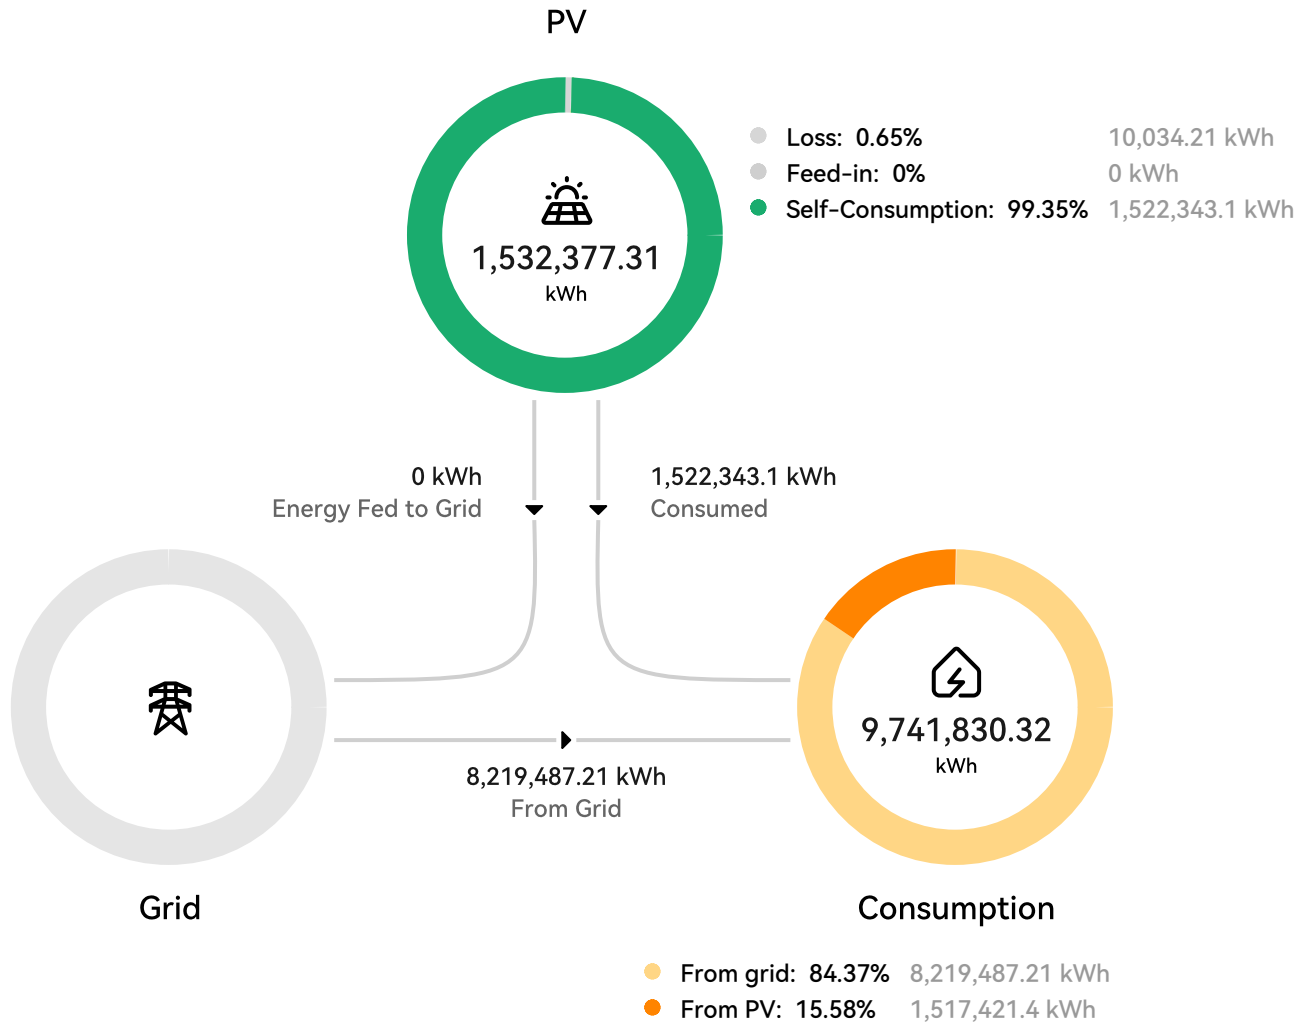 PV
Loss: 0.65% 10,034.21 kWh
Feed-in: 0% 0 kWh
Self-Consumption: 99.35% 1,522,343.1 kWh
1,532,377.31
kWh
0 kWh
Energy Fed to Grid
1,522,343.1 kWh
Consumed
9,741,830.32
kWh
8,219,487.21 kWh
From Grid
Grid
Consumption
From grid: 84.37% 8,219,487.21 kWh
From PV: 15.58% 1,517,421.4 kWh